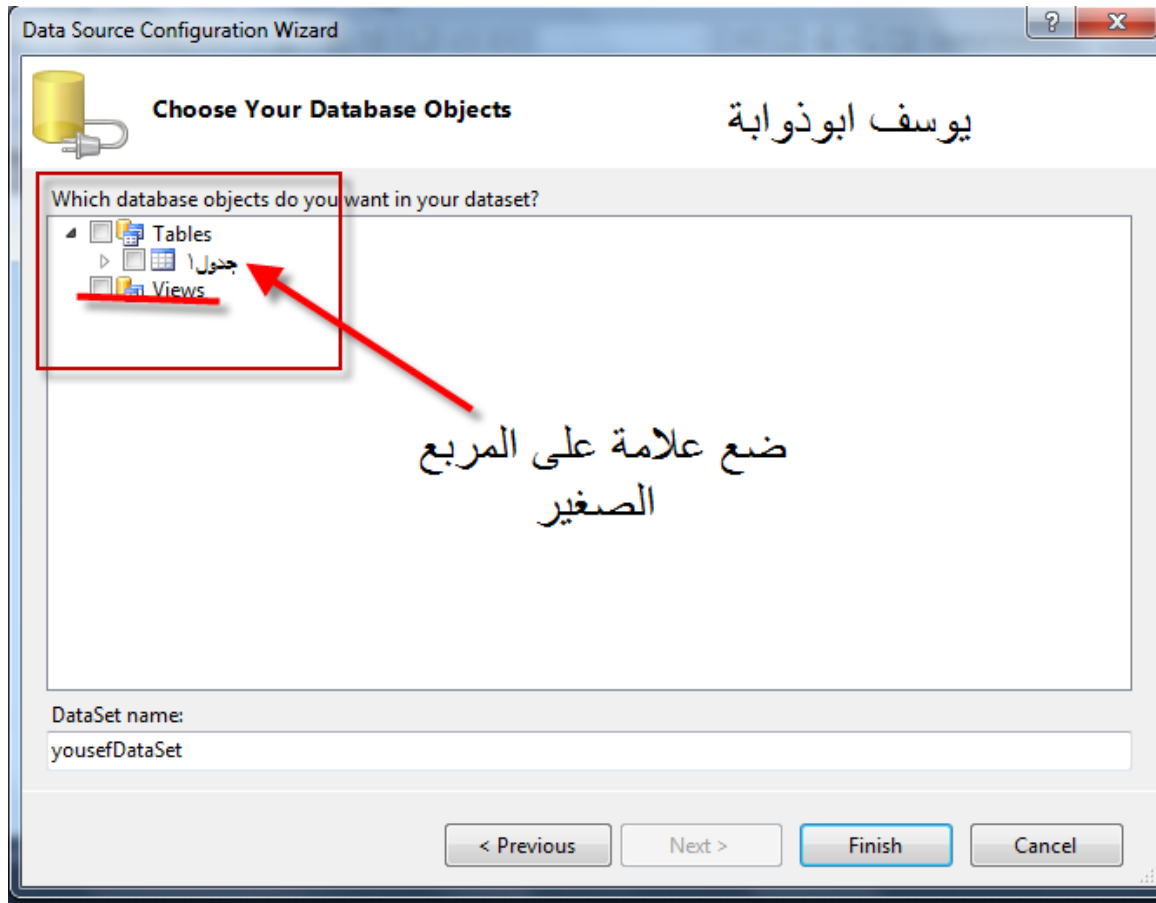 Data Source Configuration Wizard
Choose Your Database Objects
يوسف ابوذوابة
Which database objects do you want in your dataset?
Tables
جدول١
Views
ضع علامة على المربع
الصغير
DataSet name:
yousefDataSet
< Previous
Next >
Finish
Cancel